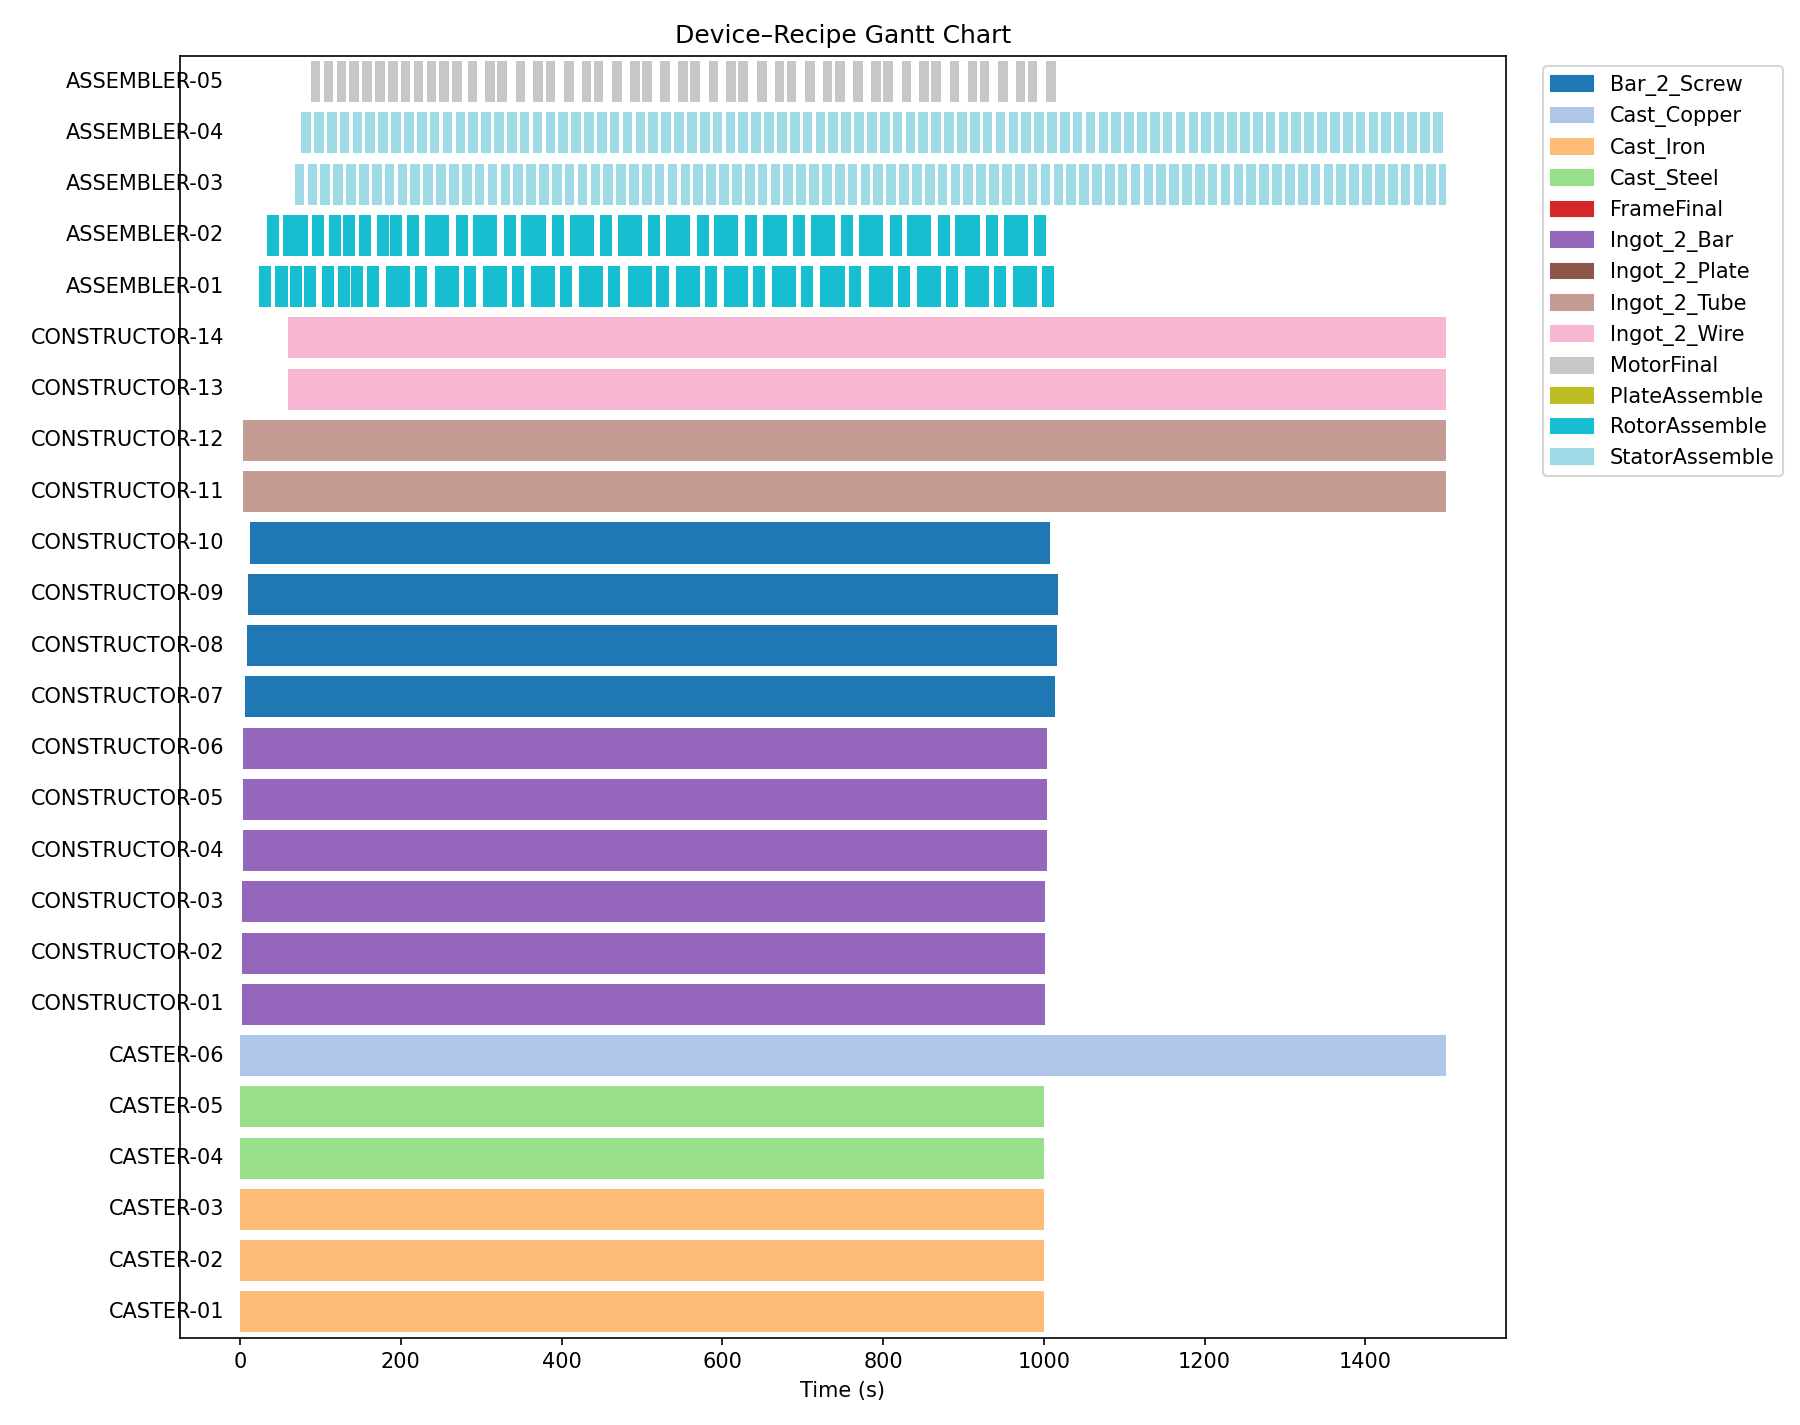 Device–Recipe Gantt Chart
ASSEMBLER-05
ASSEMBLER-04
ASSEMBLER-03
ASSEMBLER-02
ASSEMBLER-01
CONSTRUCTOR-14
CONSTRUCTOR-13
CONSTRUCTOR-12
CONSTRUCTOR-11
CONSTRUCTOR-10
CONSTRUCTOR-09
CONSTRUCTOR-08
CONSTRUCTOR-07
CONSTRUCTOR-06
CONSTRUCTOR-05
CONSTRUCTOR-04
CONSTRUCTOR-03
CONSTRUCTOR-02
CONSTRUCTOR-01
CASTER-06
CASTER-05
CASTER-04
CASTER-03
CASTER-02
CASTER-01
0 200 400 600 800 1000 1200 1400
Time (s)
Bar_2_Screw
Cast_Copper
Cast_Iron
Cast_Steel
FrameFinal
Ingot_2_Bar
Ingot_2_Plate
Ingot_2_Tube
Ingot_2_Wire
MotorFinal
PlateAssemble
RotorAssemble
StatorAssemble